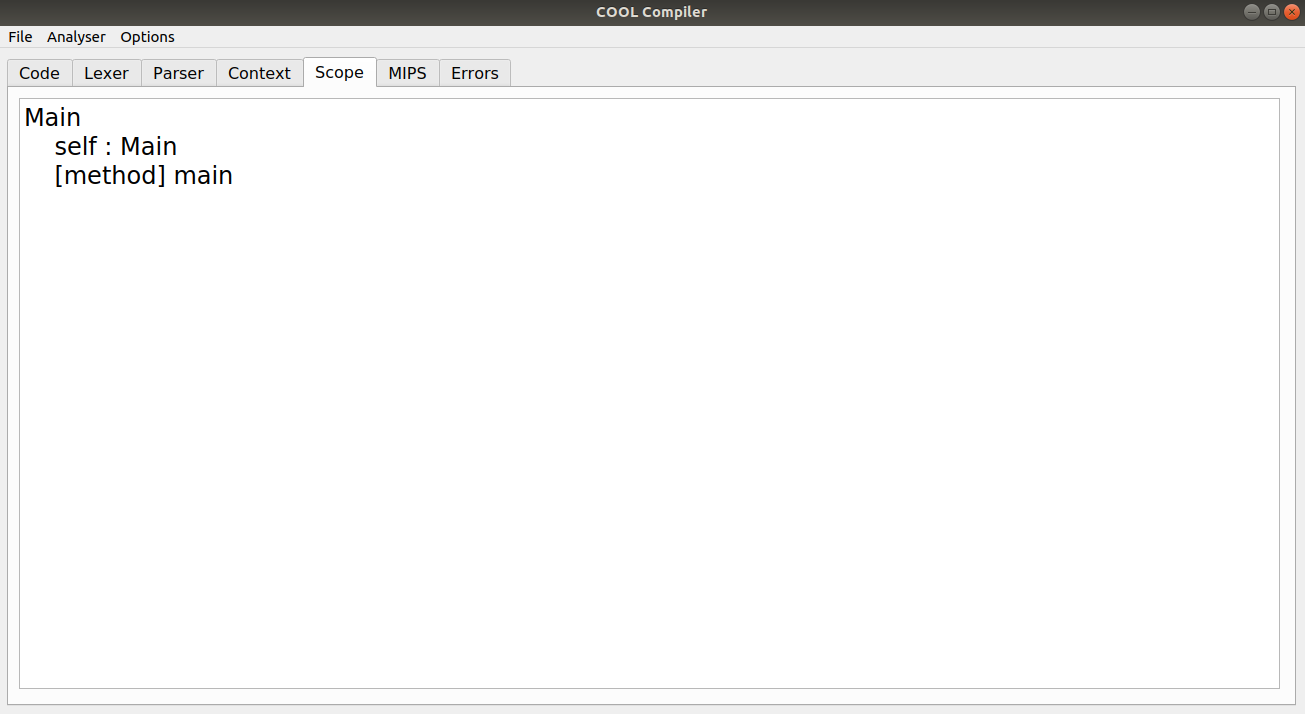 COOL Compiler
File Analyser Options
Code Lexer Parser Context Scope MIPS Errors
Main
self : Main
[method] main